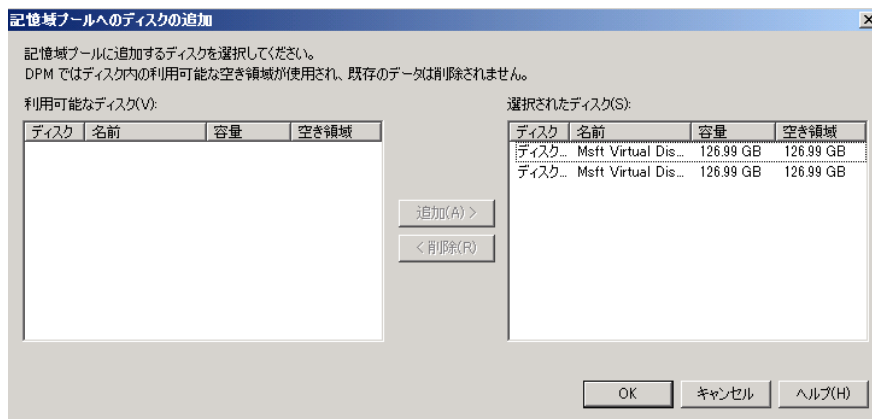 記憶域プールへのディスクの追加
記憶域プールに追加するディスクを選択してください。
DPM ではディスク内の利用可能な空き領域が使用され、既存のデータは削除されません。
利用可能なディスク(V):
選択されたディスク(S):
ディスク 名前 容量 空き領域
ディスク 名前 容量 空き領域
ディスク... Msft Virtual Dis... 126.99 GB 126.99 GB
ディスク... Msft Virtual Dis... 126.99 GB 126.99 GB
追加(A) >
< 削除(R)
OK キャンセル ヘルプ(H)